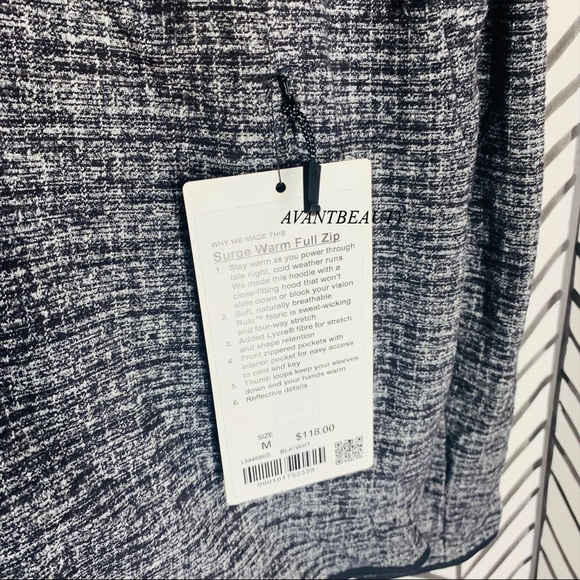 AVANTBEAUTY
WHY WE MADE THIS
Surge Warm Full Zip
1. Stay warm as you power through
late night, cold weather runs.
We made this hoodie with a
close-fitting hood that won't
slide down or block your vision
2. Soft, naturally breathable
Rulu™ fabric is sweat-wicking
and four-way stretch
3. Added Lycra® fibre for stretch
and shape retention
4. Front zippered pockets with
interior pocket for easy access
to card and key
5 Thumb loops keep your sleeves
down and your hands warm
6. Reflective details
SIZE
M $118.00
LM4996S BLK/WHT
000101752359